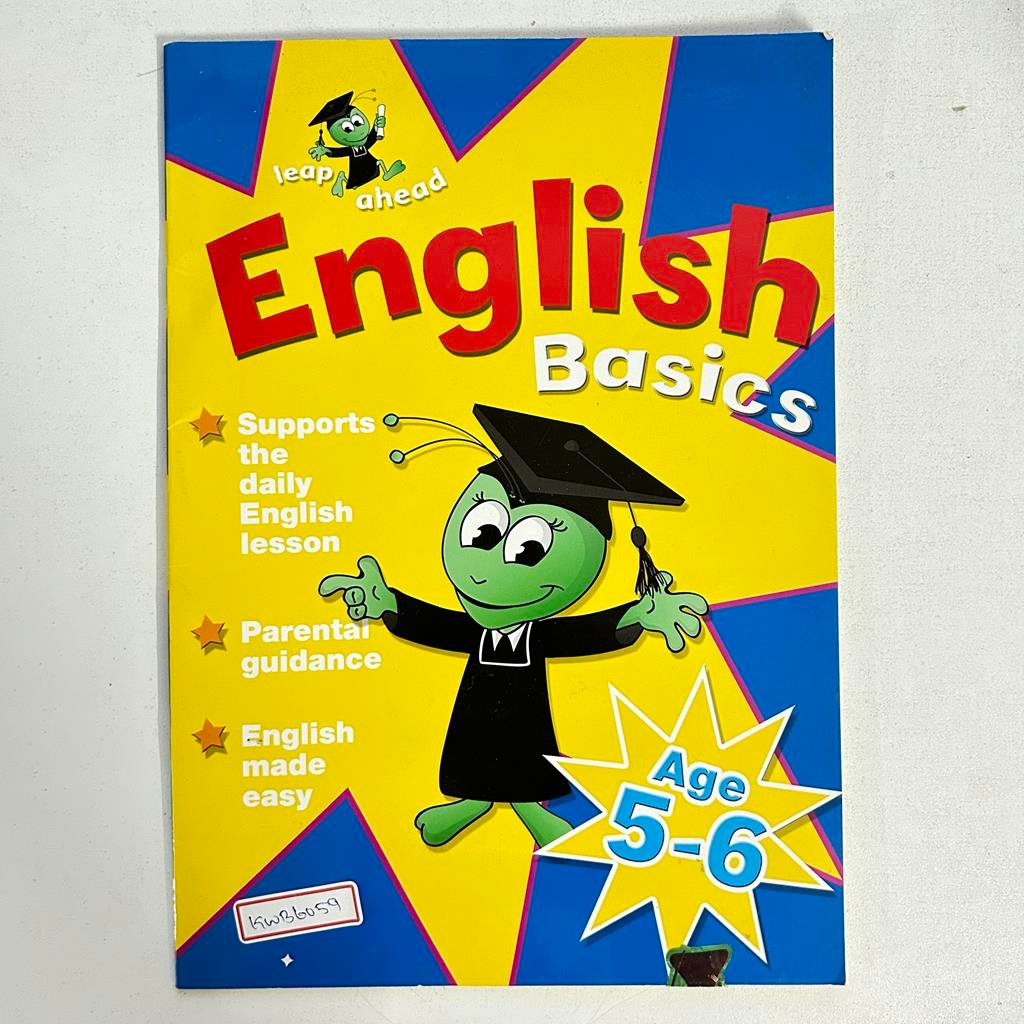 leap
ahead
English
Basics
Supports
the
daily
English
lesson
Parental
guidance
English
made
easy
Age
5-6
KWB6059